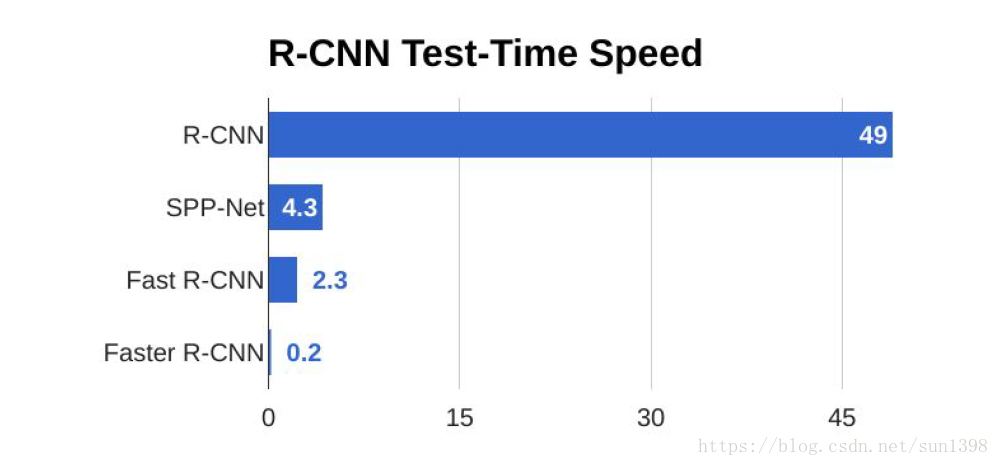 R-CNN Test-Time Speed
R-CNN 49
SPP-Net 4.3
Fast R-CNN 2.3
Faster R-CNN 0.2
0 15 30 45
https://blog.csdn.net/sun1398